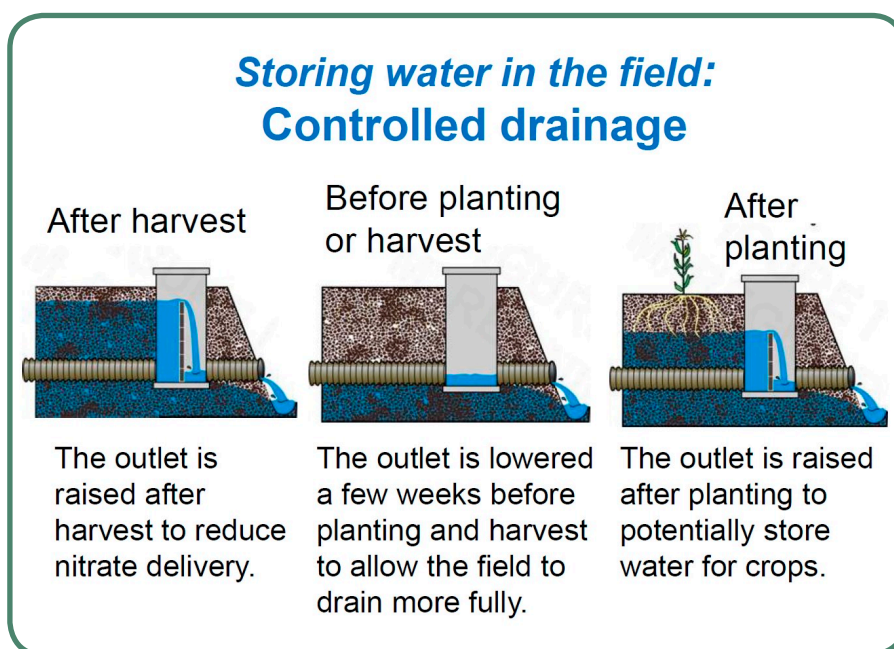 Storing water in the field:
Controlled drainage
After harvest
The outlet is
raised after
harvest to reduce
nitrate delivery.
Before planting
or harvest
The outlet is lowered
a few weeks before
planting and harvest
to allow the field to
drain more fully.
After
planting
The outlet is raised
after planting to
potentially store
water for crops.